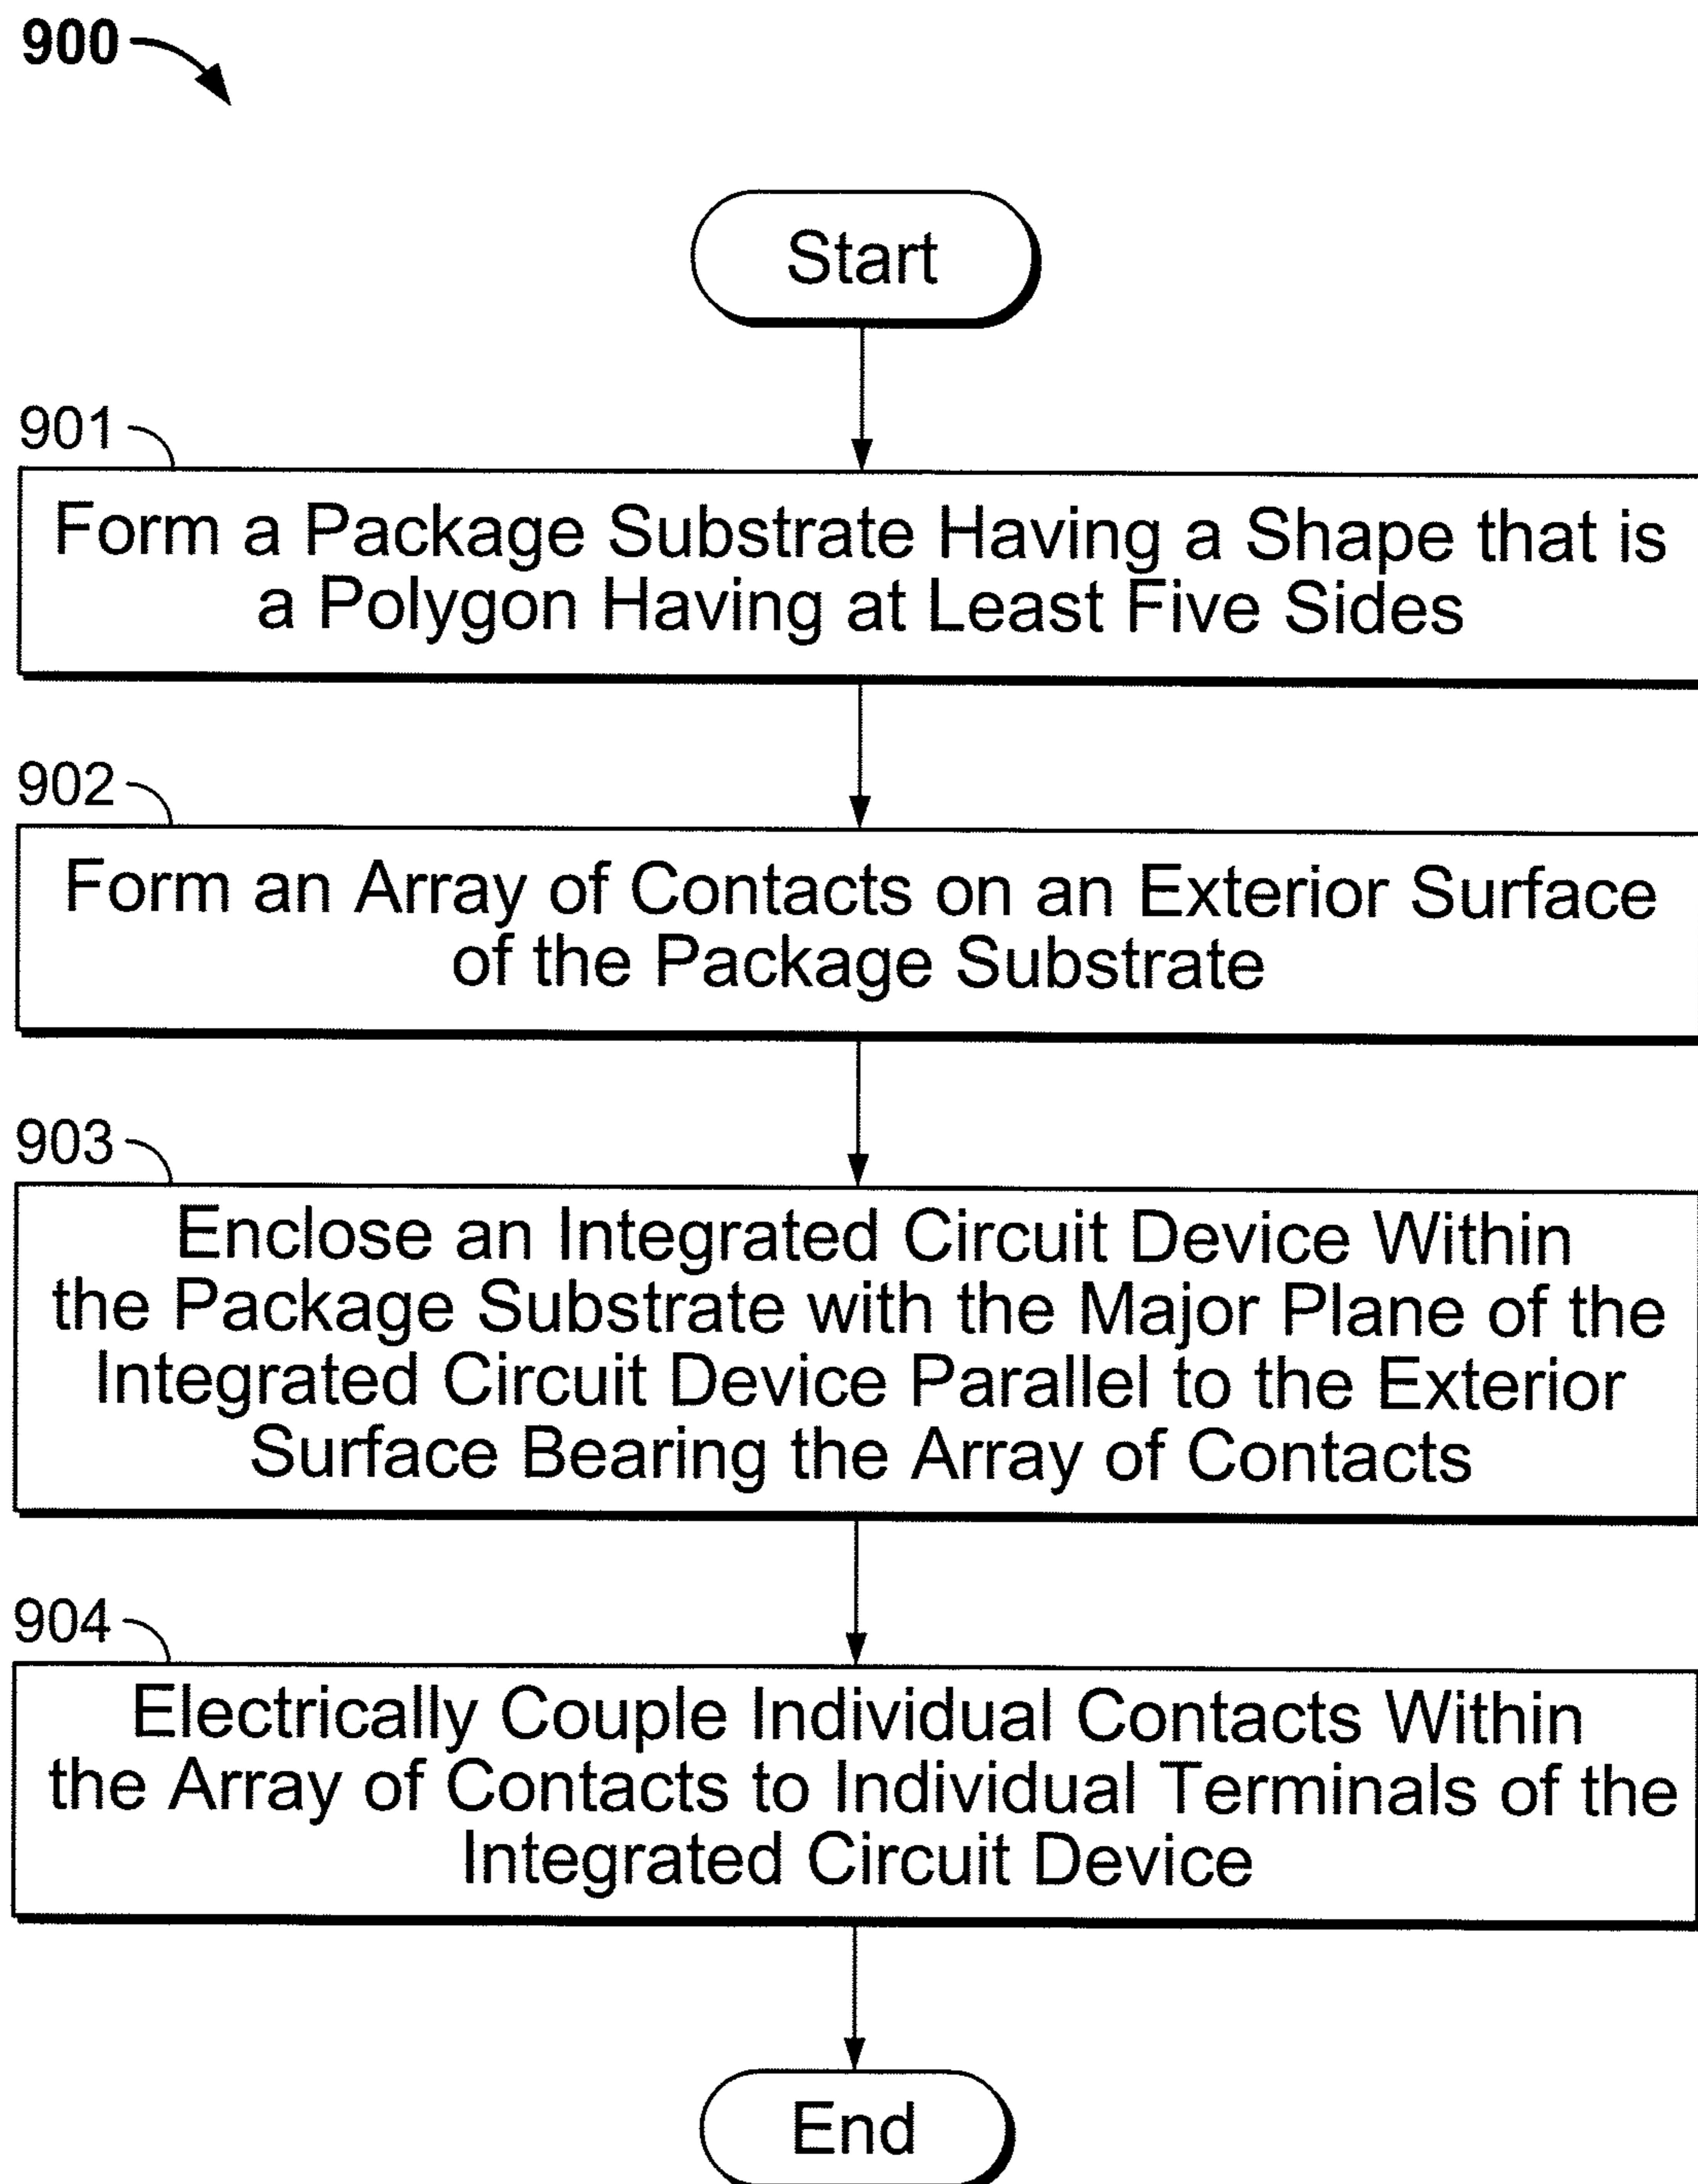 900
Start
901
Form a Package Substrate Having a Shape that is
a Polygon Having at Least Five Sides
902
Form an Array of Contacts on an Exterior Surface
of the Package Substrate
903
Enclose an Integrated Circuit Device Within
the Package Substrate with the Major Plane of the
Integrated Circuit Device Parallel to the Exterior
Surface Bearing the Array of Contacts
904
Electrically Couple Individual Contacts Within
the Array of Contacts to Individual Terminals of the
Integrated Circuit Device
End